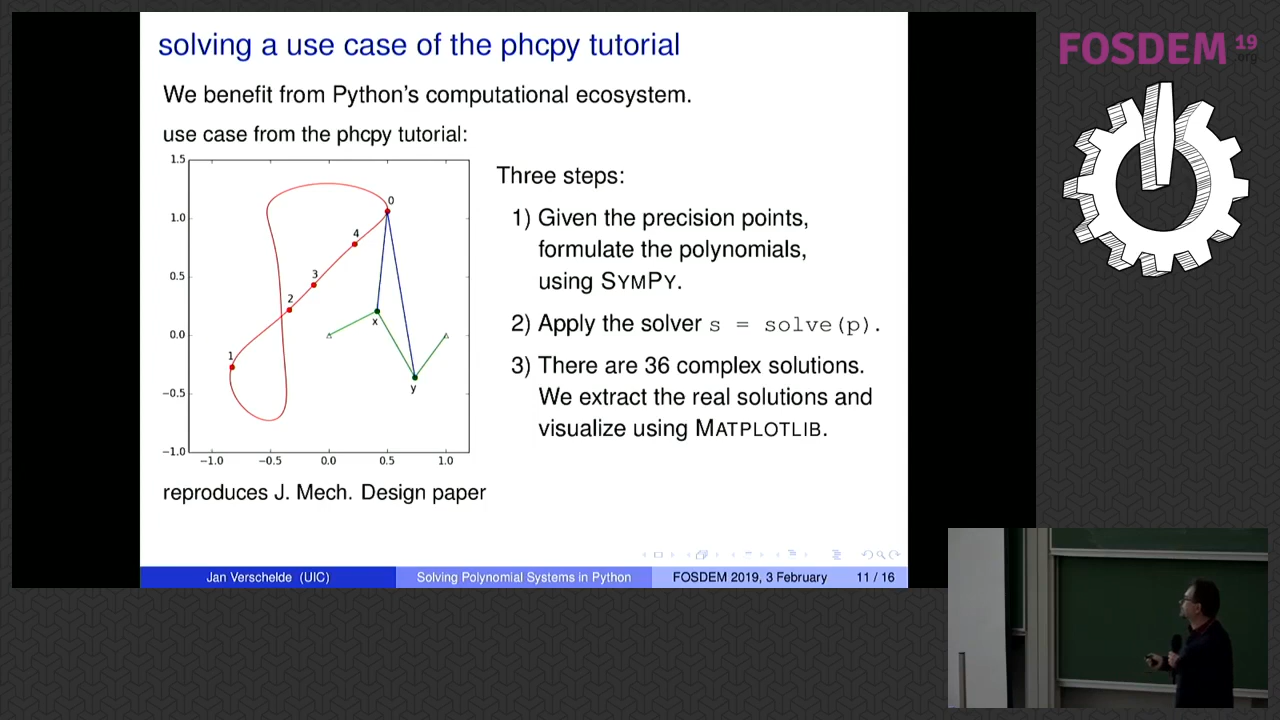 solving a use case of the phcpy tutorial
We benefit from Python's computational ecosystem.
use case from the phcpy tutorial:
1.5
1.0
0.5
0.0
−0.5
−1.0
−1.0
−0.5
0.0
0.5
1.0
0
4
3
2
1
x
y
reproduces J. Mech. Design paper
Three steps:
1) Given the precision points,
formulate the polynomials,
using SYMPY.
2) Apply the solver s = solve(p).
3) There are 36 complex solutions.
We extract the real solutions and
visualize using MATPLOTLIB.
Jan Verschelde (UIC)
Solving Polynomial Systems in Python
FOSDEM 2019, 3 February
11 / 16
FOSDEM 19
.org